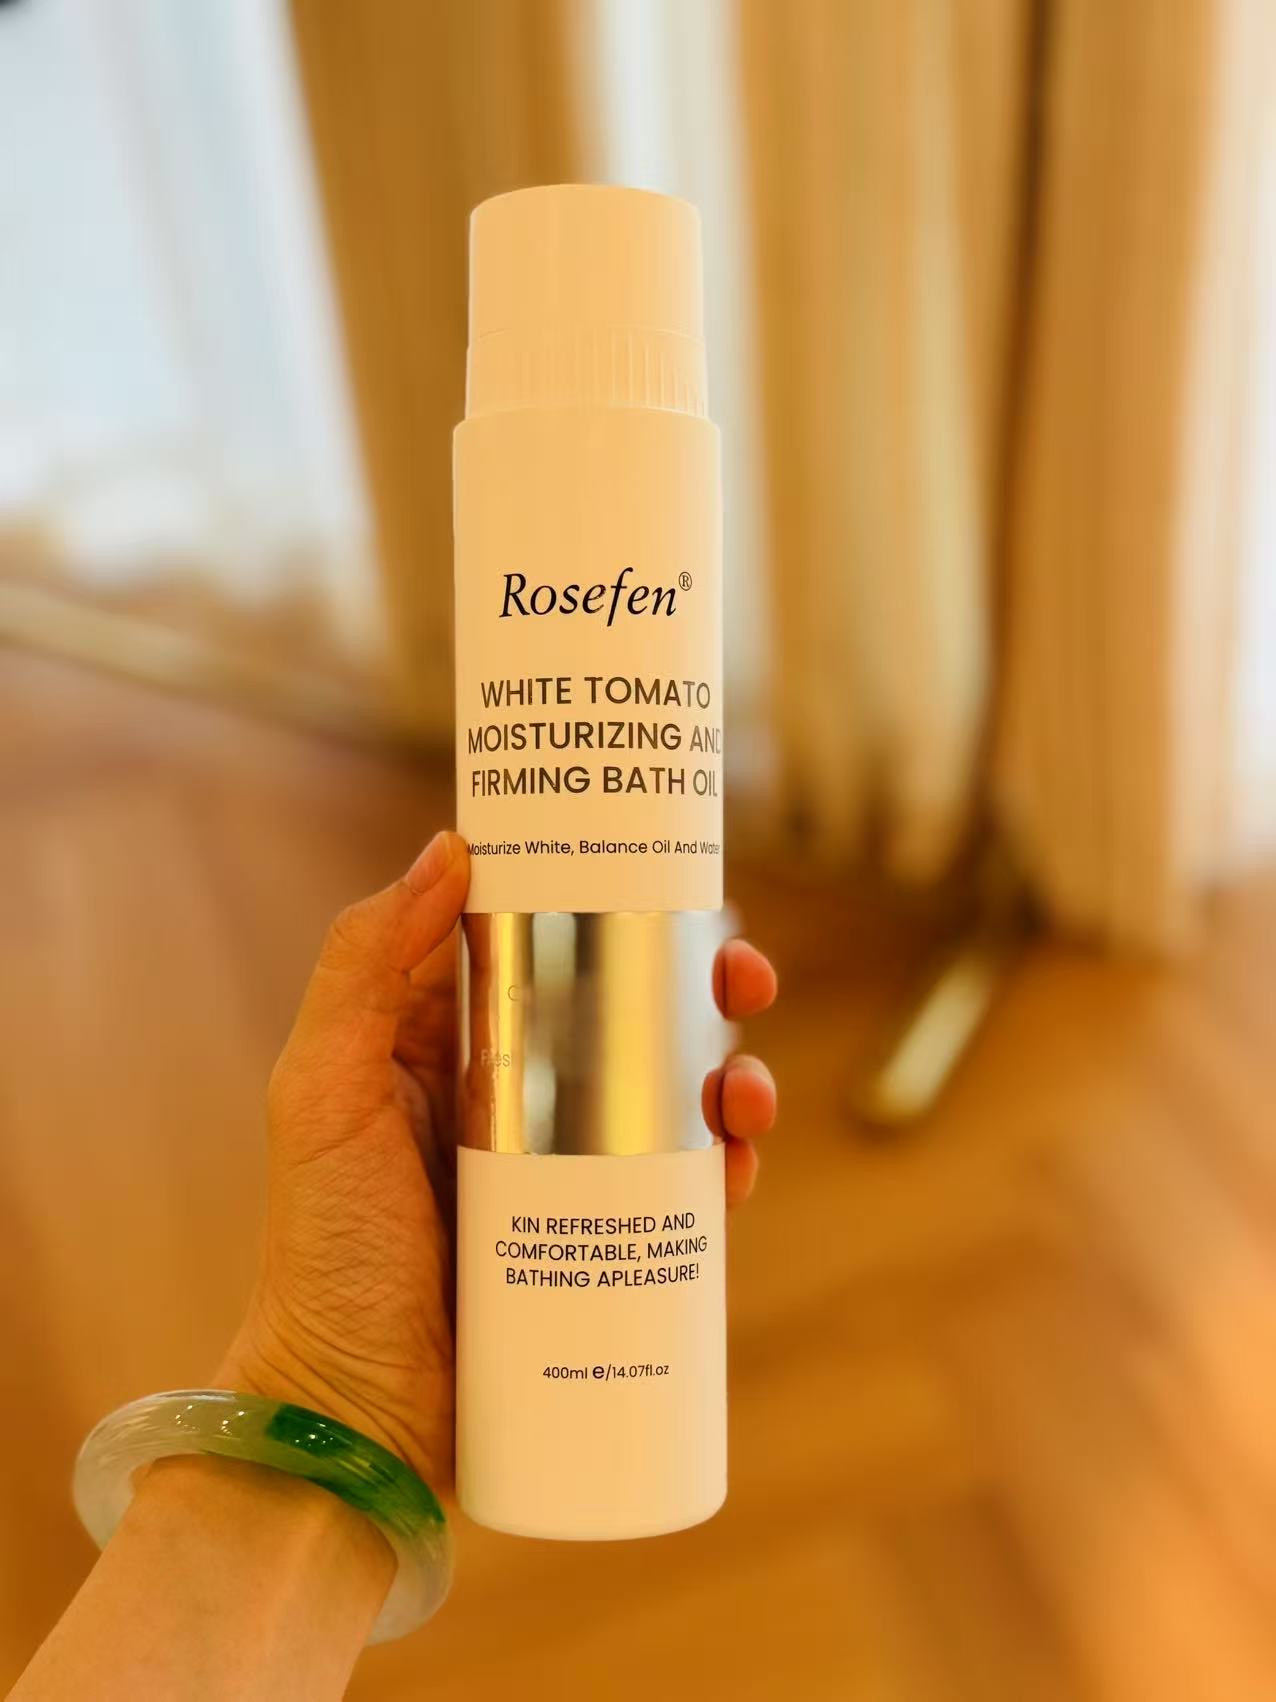 Rosefen®
WHITE TOMATO
MOISTURIZING AND
FIRMING BATH OIL
Moisturize White, Balance Oil And Water
KIN REFRESHED AND
COMFORTABLE, MAKING
BATHING APLEASURE!
400ml ℮/14.07fl.oz